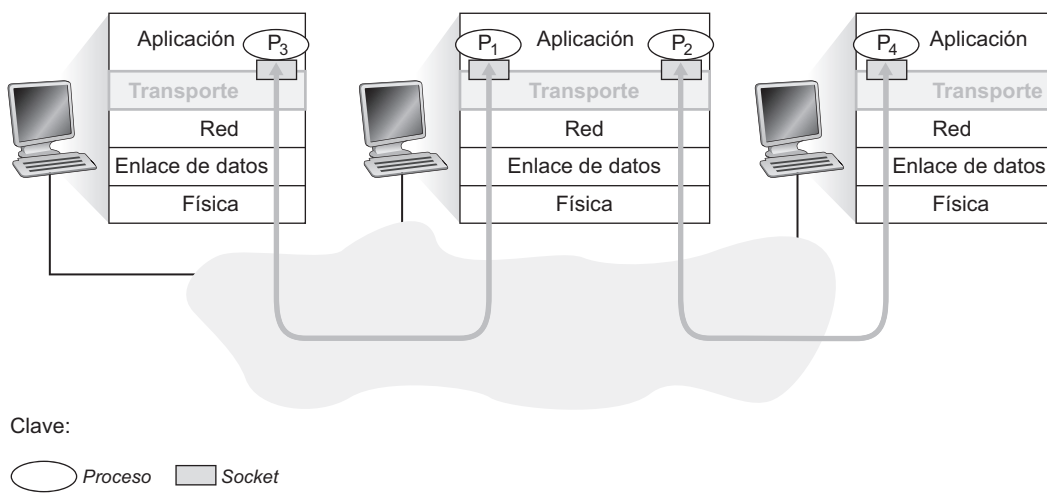 Aplicación P3
P1 Aplicación P2
P4 Aplicación
Transporte
Transporte
Transporte
Red
Red
Red
Enlace de datos
Enlace de datos
Enlace de datos
Física
Física
Física
Clave:
Proceso Socket